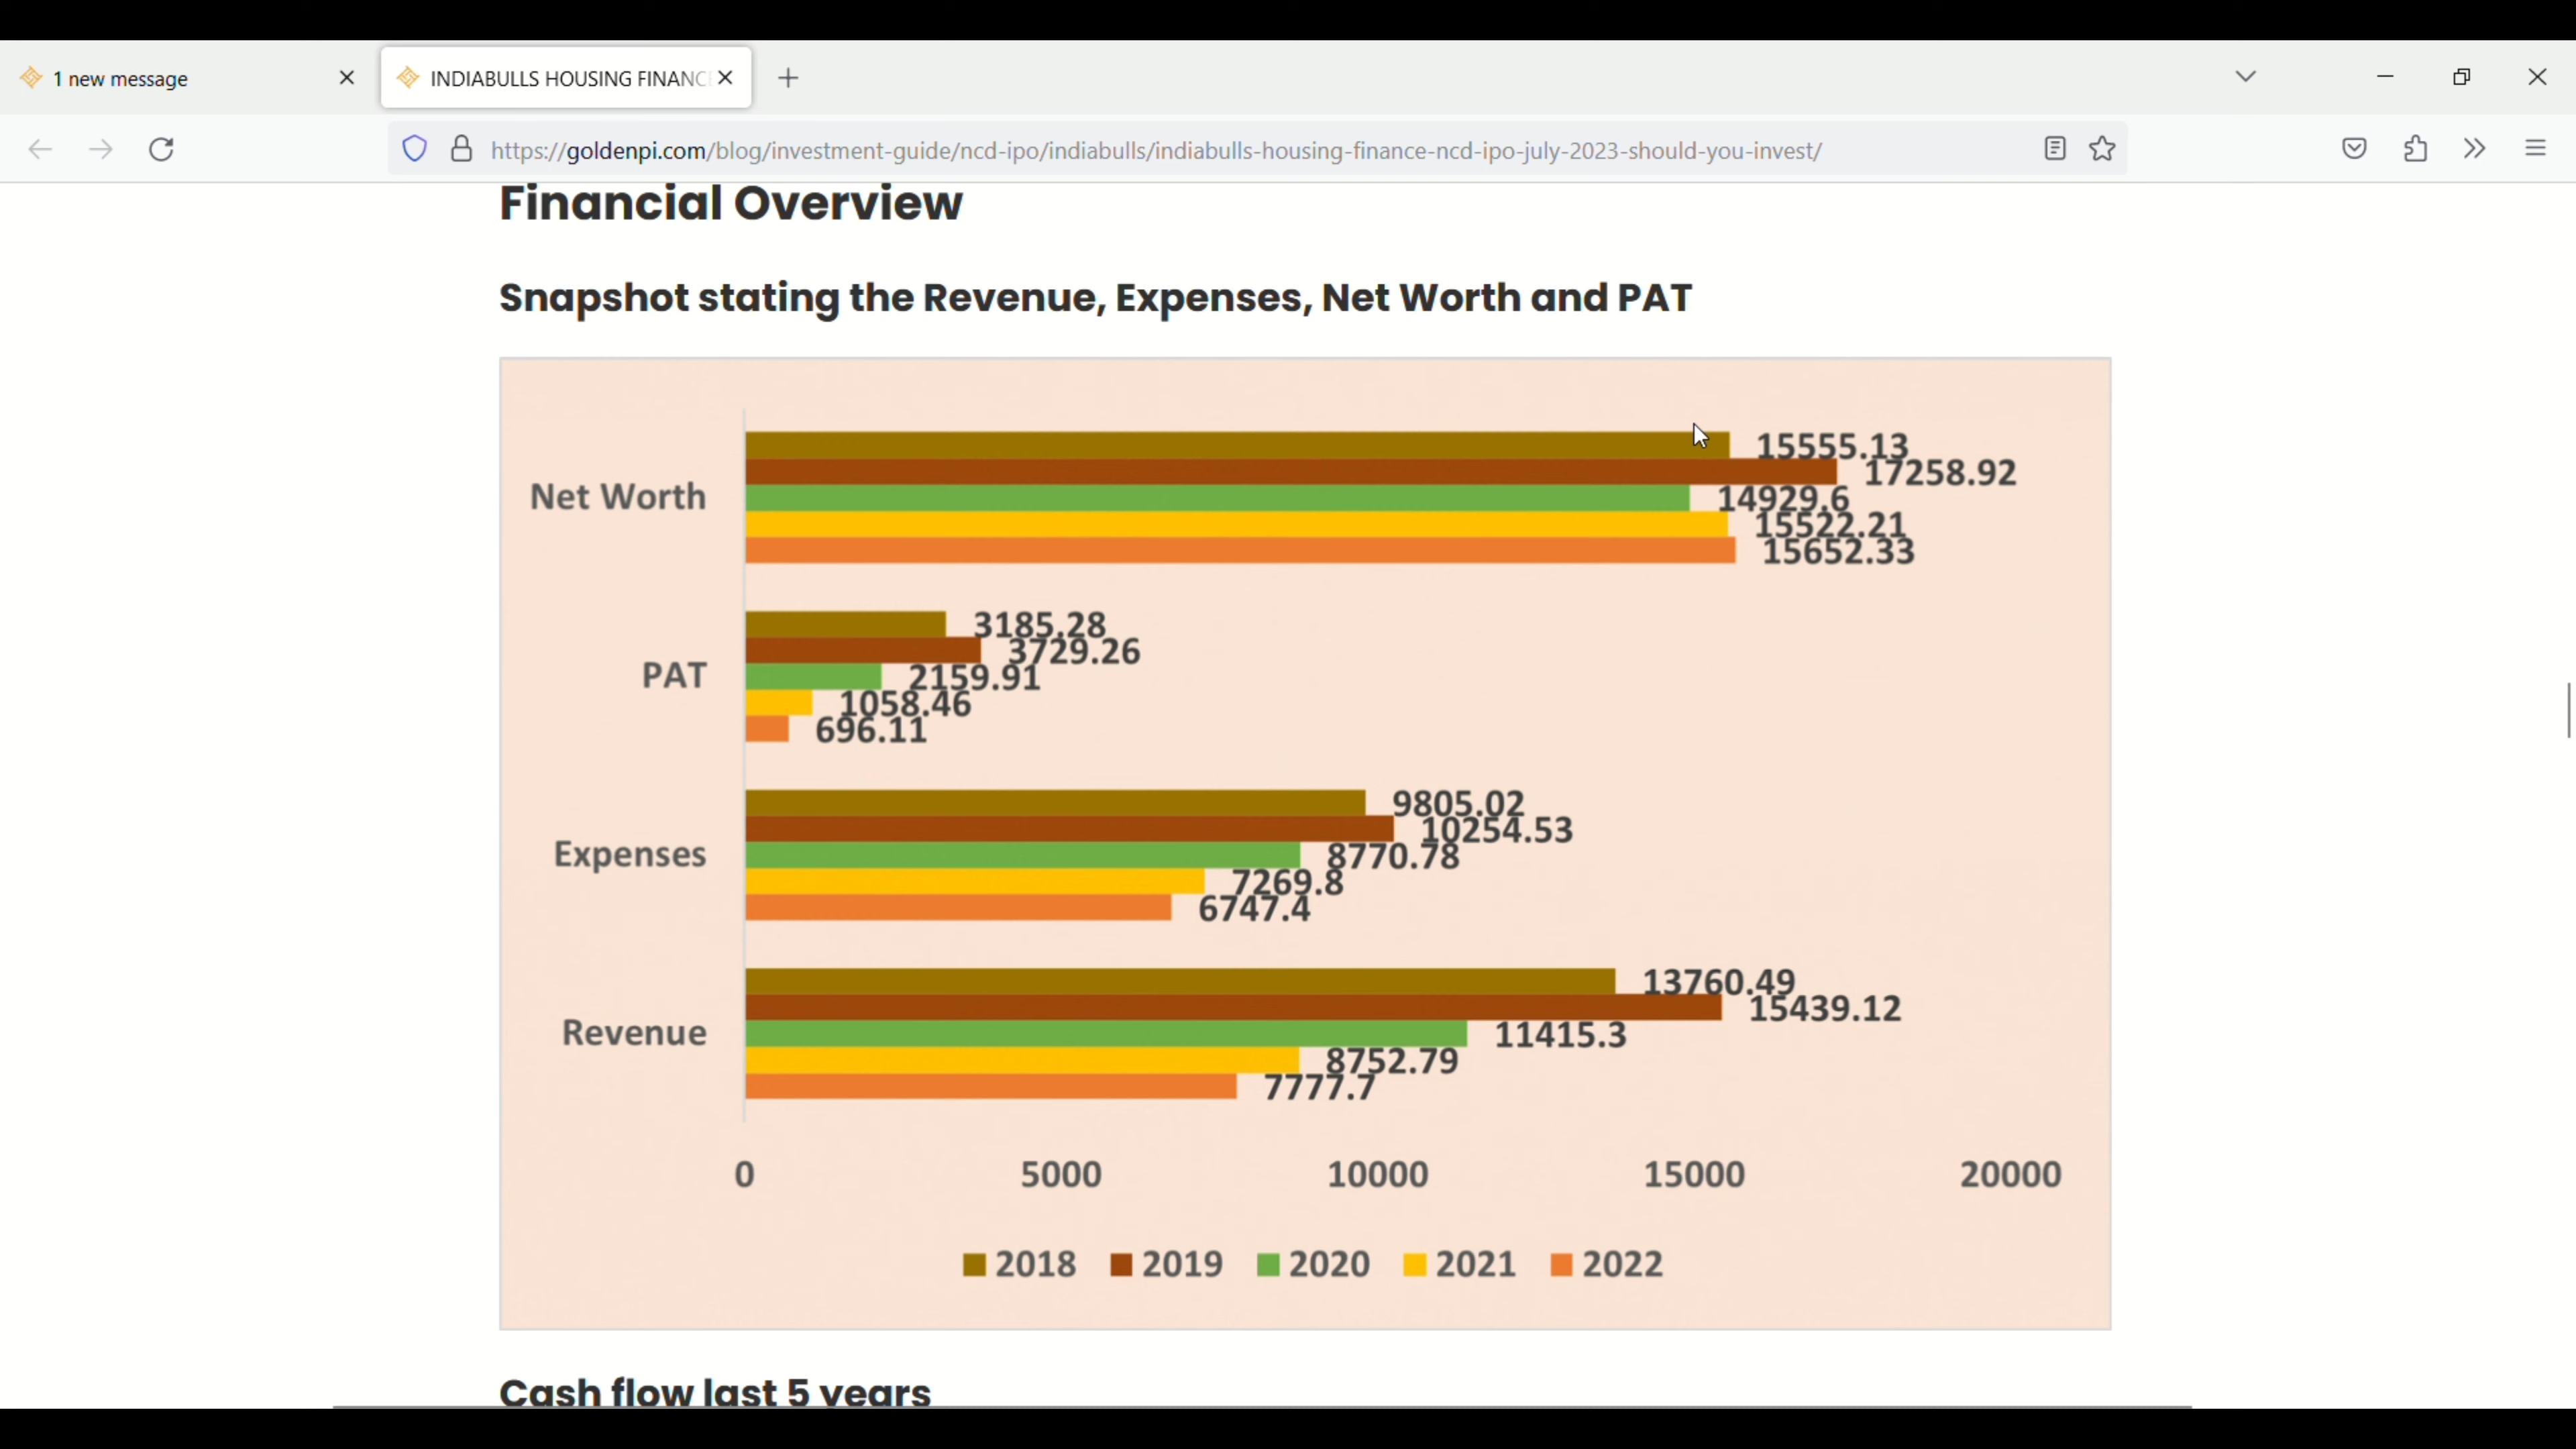 1 new message
INDIABULLS HOUSING FINANC
https://goldenpi.com/blog/investment-guide/ncd-ipo/indiabulls/indiabulls-housing-finance-ncd-ipo-july-2023-should-you-invest/
Financial Overview
Snapshot stating the Revenue, Expenses, Net Worth and PAT
15555.13
17258.92
Net Worth
14929.6
15522.21
15652.33
3185.28
3729.26
PAT
2159.91
1058.46
696.11
9805.02
10254.53
Expenses
8770.78
7269.8
6747.4
13760.49
15439.12
Revenue
11415.3
8752.79
7777.7
0 5000 10000 15000 20000
2018 2019 2020 2021 2022
Cash flow last 5 years